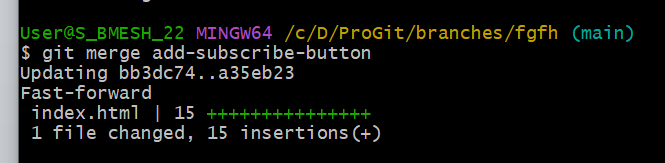 User@S_BMESH_22 MINGW64 /c/D/ProGit/branches/fgfh (main)
$ git merge add-subscribe-button
Updating bb3dc74..a35eb23
Fast-forward
 index.html | 15 +++++++++++++++
 1 file changed, 15 insertions(+)